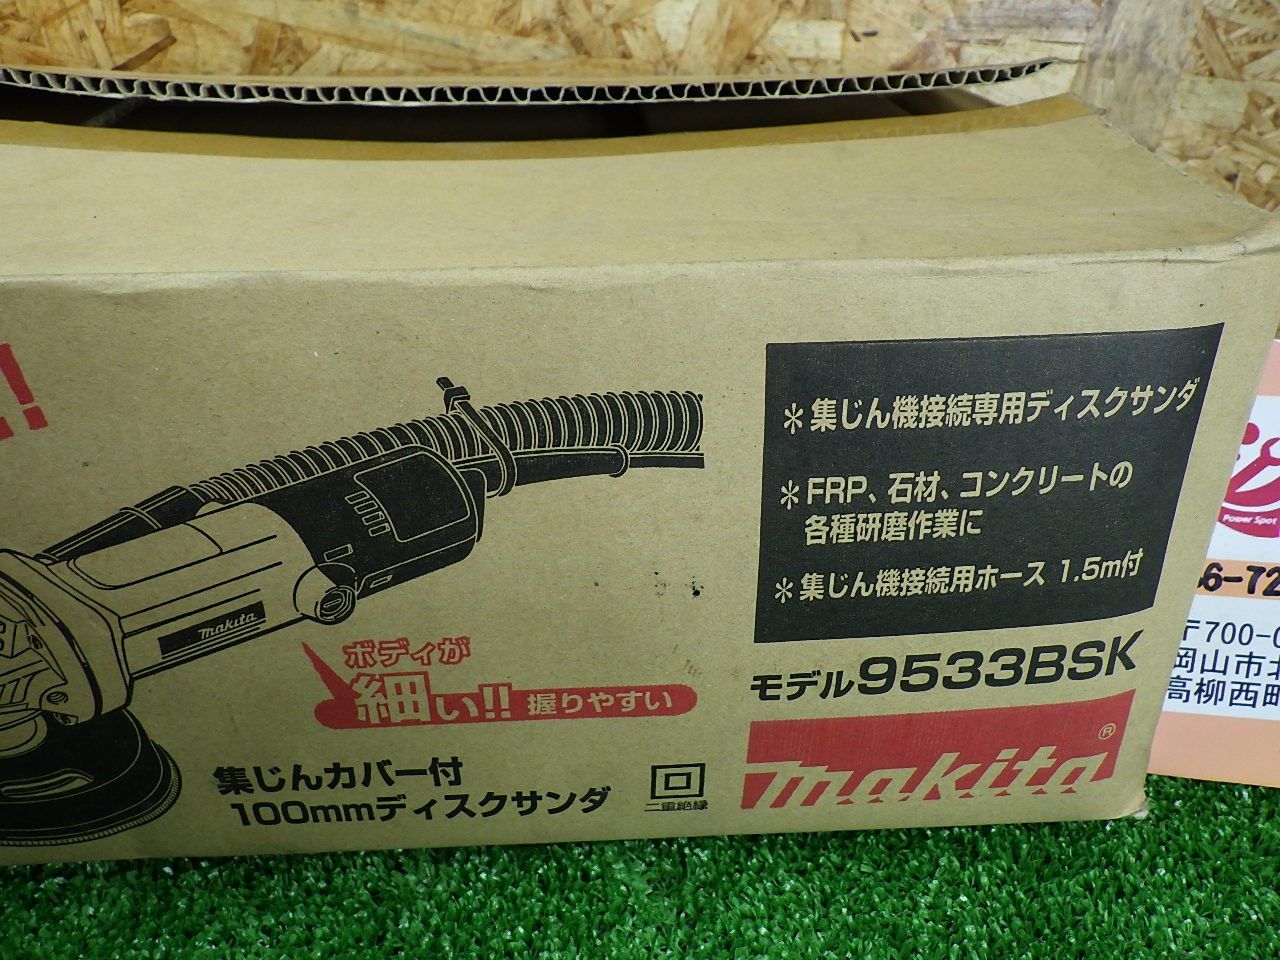 !
makita
ボディが
細い!! 握りやすい
集じんカバー付
100mmディスクサンダ
二重絶縁
＊集じん機接続専用ディスクサンダ
＊FRP、石材、コンクリートの
各種研磨作業に
＊集じん機接続用ホース 1.5m付
モデル9533BSK
makita®
Power Spot
6-72
〒700-0
岡山市北
高柳西町